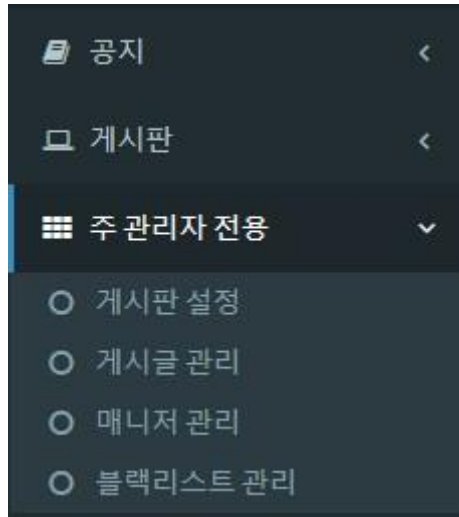 공지
게시판
주 관리자 전용
게시판 설정
게시글 관리
매니저 관리
블랙리스트 관리